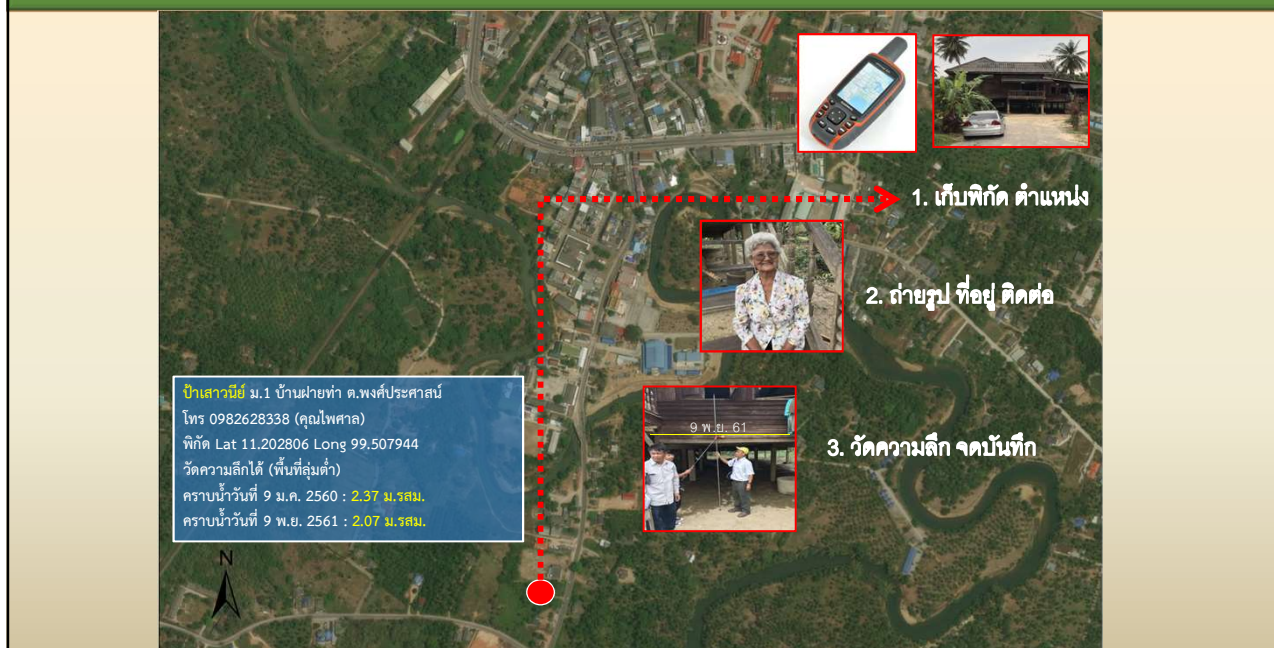 1. เก็บพิกัด ตำแหน่ง
2. ถ่ายรูป ที่อยู่ ติดต่อ
ป้าเสาวนีย์ ม.1 บ้านฝายท่า ต.พงศ์ประศาสน์
โทร 0982628338 (คุณไพศาล)
พิกัด Lat 11.202806 Long 99.507944
วัดความลึกได้ (พื้นที่ลุ่มต่ำ)
คราบน้ำวันที่ 9 ม.ค. 2560 : 2.37 ม.รสม.
คราบน้ำวันที่ 9 พ.ย. 2561 : 2.07 ม.รสม.
9 พ.ย. 61
3. วัดความลึก จดบันทึก
N